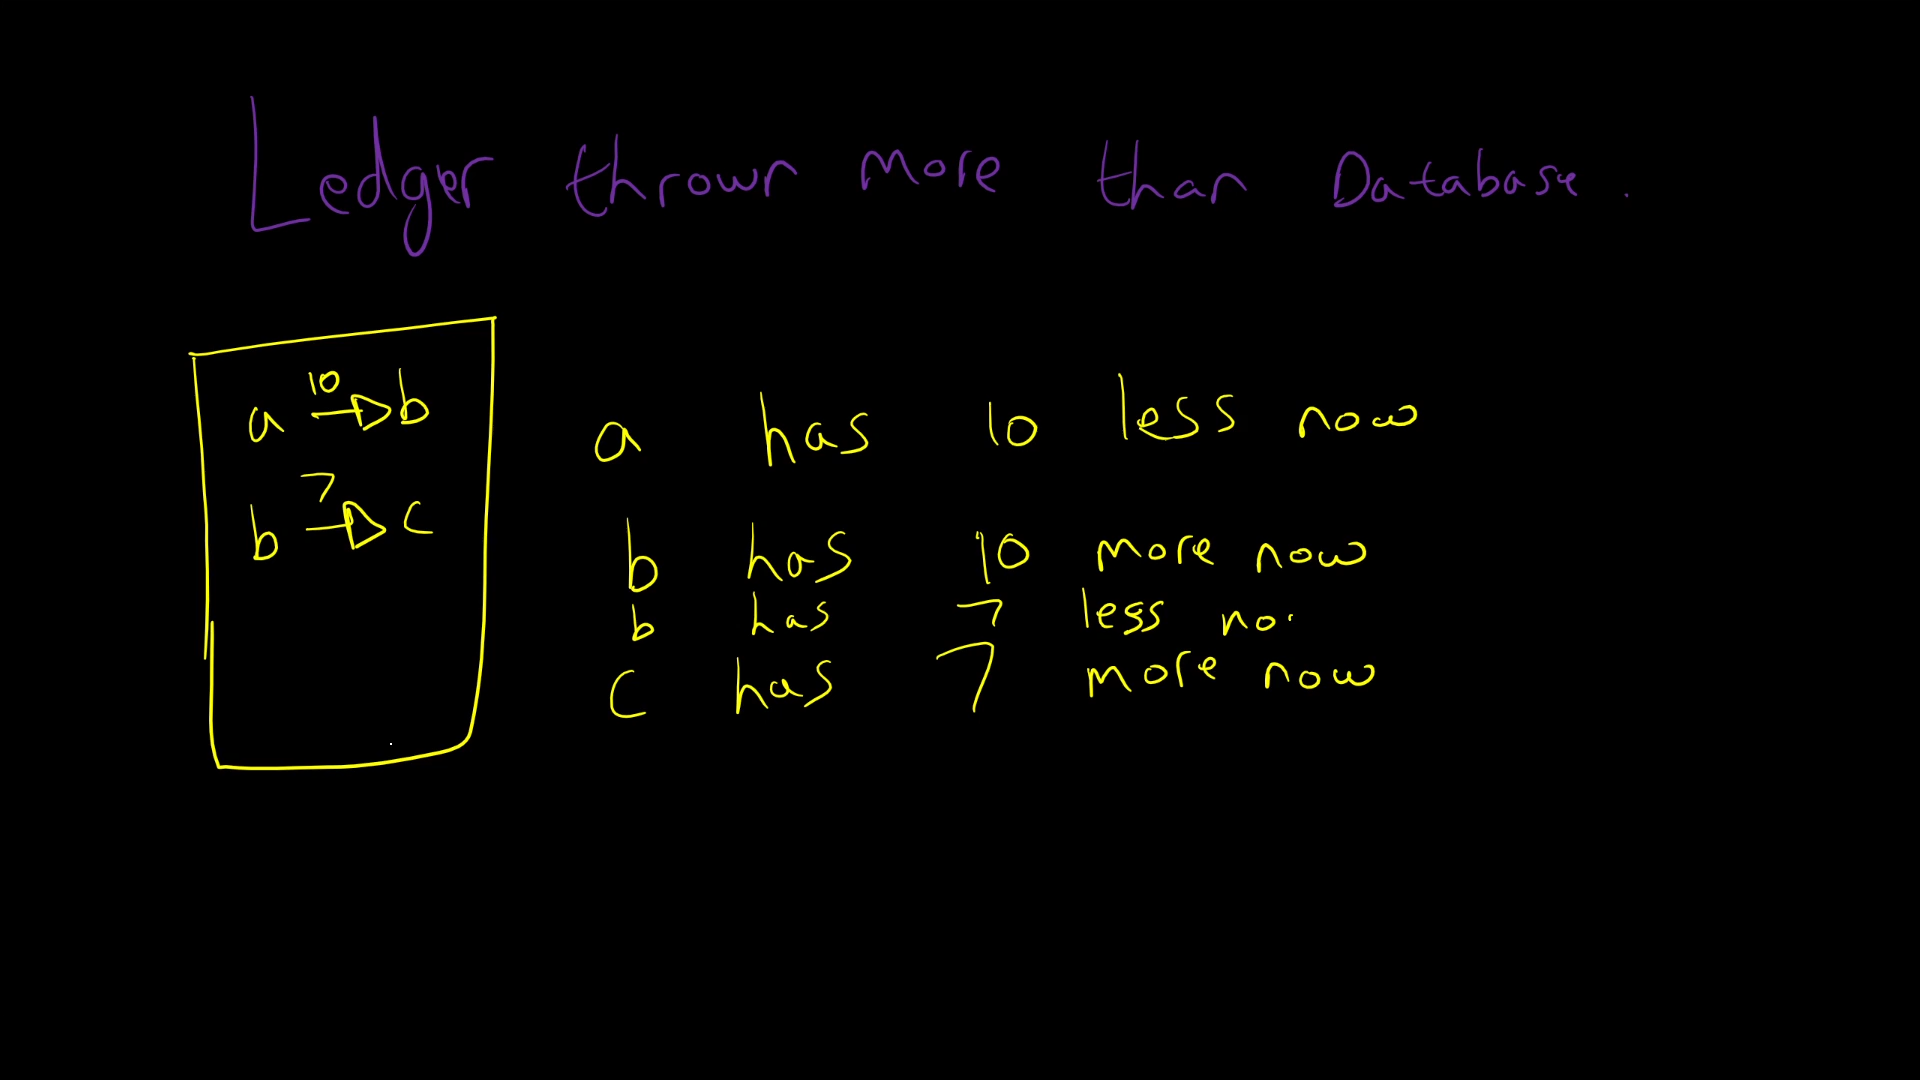 Ledger thrown more than Database.
10
a → b
7
b → c
a has 10 less now
b has 10 more now
b has 7 less no
c has 7 more now